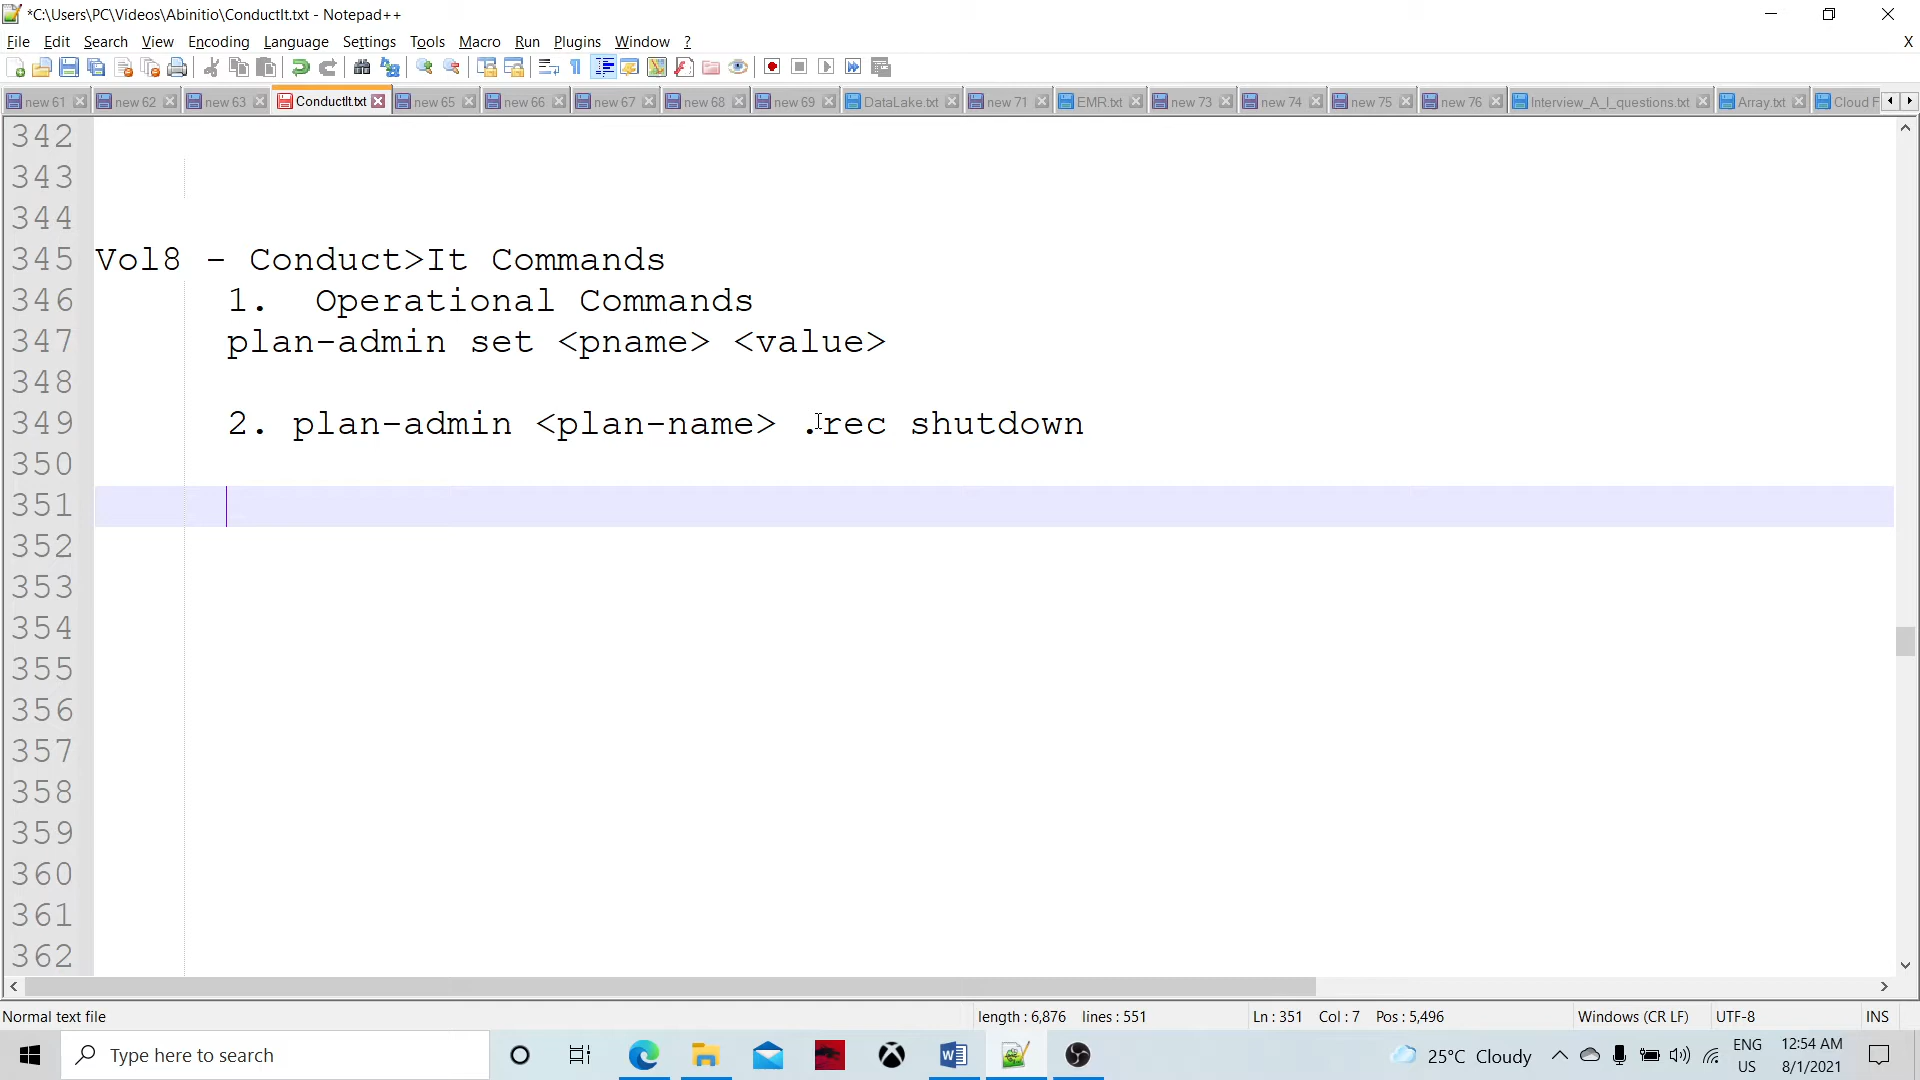 *C:\Users\PC\Videos\Abinitio\ConductIt.txt - Notepad++
File Edit Search View Encoding Language Settings Tools Macro Run Plugins Window ? X
new 61 new 62 new 63 ConductIt.txt new 65 new 66 new 67 new 68 new 69 DataLake.txt new 71 EMR.txt new 73 new 74 new 75 new 76 Interview_A_I_questions.txt Array.txt Cloud F
342
343
344
345 Vol8 - Conduct>It Commands
346 1. Operational Commands
347 plan-admin set <pname> <value>
348
349 2. plan-admin <plan-name> .rec shutdown
350
351
352
353
354
355
356
357
358
359
360
361
362
Normal text file length : 6,876 lines : 551 Ln : 351 Col : 7 Pos : 5,496 Windows (CR LF) UTF-8 INS
Type here to search 25°C Cloudy ENG US 12:54 AM 8/1/2021